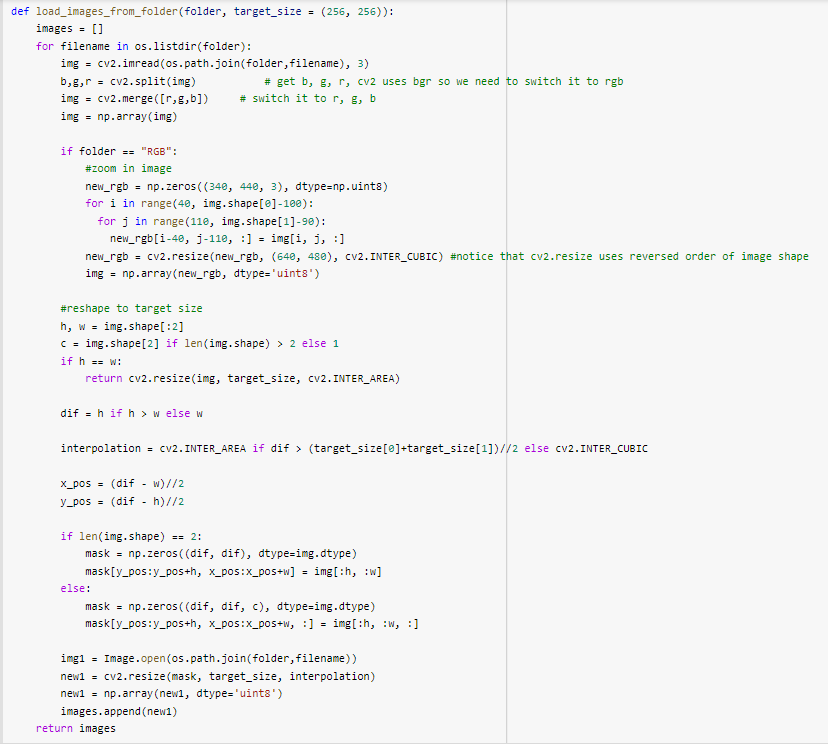 def load_images_from_folder(folder, target_size = (256, 256)):
    images = []
    for filename in os.listdir(folder):
        img = cv2.imread(os.path.join(folder,filename), 3)
        b,g,r = cv2.split(img)           # get b, g, r, cv2 uses bgr so we need to switch it to rgb
        img = cv2.merge([r,g,b])     # switch it to r, g, b
        img = np.array(img)

        if folder == "RGB":
            #zoom in image
            new_rgb = np.zeros((340, 440, 3), dtype=np.uint8)
            for i in range(40, img.shape[0]-100):
              for j in range(110, img.shape[1]-90):
                new_rgb[i-40, j-110, :] = img[i, j, :]
            new_rgb = cv2.resize(new_rgb, (640, 480), cv2.INTER_CUBIC) #notice that cv2.resize uses reversed order of image shape
            img = np.array(new_rgb, dtype='uint8')

        #reshape to target size
        h, w = img.shape[:2]
        c = img.shape[2] if len(img.shape) > 2 else 1
        if h == w:
            return cv2.resize(img, target_size, cv2.INTER_AREA)

        dif = h if h > w else w

        interpolation = cv2.INTER_AREA if dif > (target_size[0]+target_size[1])//2 else cv2.INTER_CUBIC

        x_pos = (dif - w)//2
        y_pos = (dif - h)//2

        if len(img.shape) == 2:
            mask = np.zeros((dif, dif), dtype=img.dtype)
            mask[y_pos:y_pos+h, x_pos:x_pos+w] = img[:h, :w]
        else:
            mask = np.zeros((dif, dif, c), dtype=img.dtype)
            mask[y_pos:y_pos+h, x_pos:x_pos+w, :] = img[:h, :w, :]

        img1 = Image.open(os.path.join(folder,filename))
        new1 = cv2.resize(mask, target_size, interpolation)
        new1 = np.array(new1, dtype='uint8')
        images.append(new1)
    return images